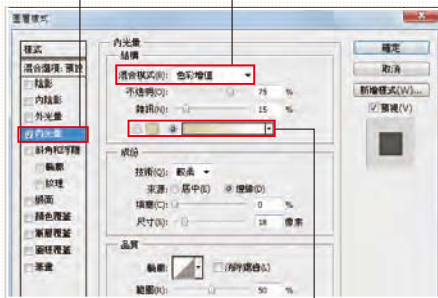 圖層樣式
樣式
混合選項: 預設
陰影
內陰影
外光暈
內光暈
斜角和浮雕
輪廓
紋理
緞面
顏色覆蓋
漸層覆蓋
圖樣覆蓋
筆畫
內光暈
結構
混合模式(B): 色彩增值
不透明(O): 75 %
雜訊(N): 15 %
成份
技術(Q): 較柔
來源: 居中(E) 邊緣(D)
填塞(C): 0 %
尺寸(S): 18 像素
品質
輪廓: 消除鋸齒(L)
範圍(R): 50 %
確定
取消
新增樣式(W)...
預視(V)